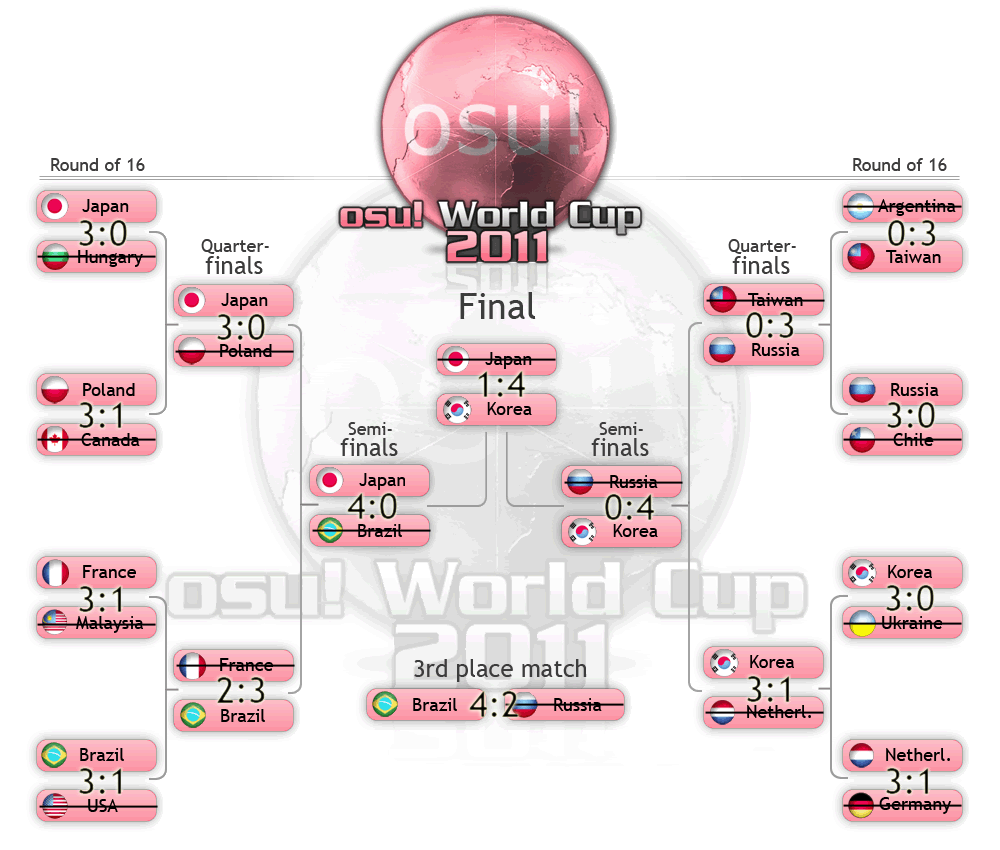 osu!
osu! World Cup
2011
Round of 16
Round of 16
Japan
3:0
Hungary
Poland
3:1
Canada
France
3:1
Malaysia
Brazil
3:1
USA
Quarter-
finals
Japan
3:0
Poland
France
2:3
Brazil
Semi-
finals
Japan
4:0
Brazil
Final
Japan
1:4
Korea
Semi-
finals
Russia
0:4
Korea
Quarter-
finals
Taiwan
0:3
Russia
Korea
3:1
Netherl.
Argentina
0:3
Taiwan
Russia
3:0
Chile
Korea
3:0
Ukraine
Netherl.
3:1
Germany
osu!
osu! World Cup
2011
3rd place match
Brazil 4:2 Russia